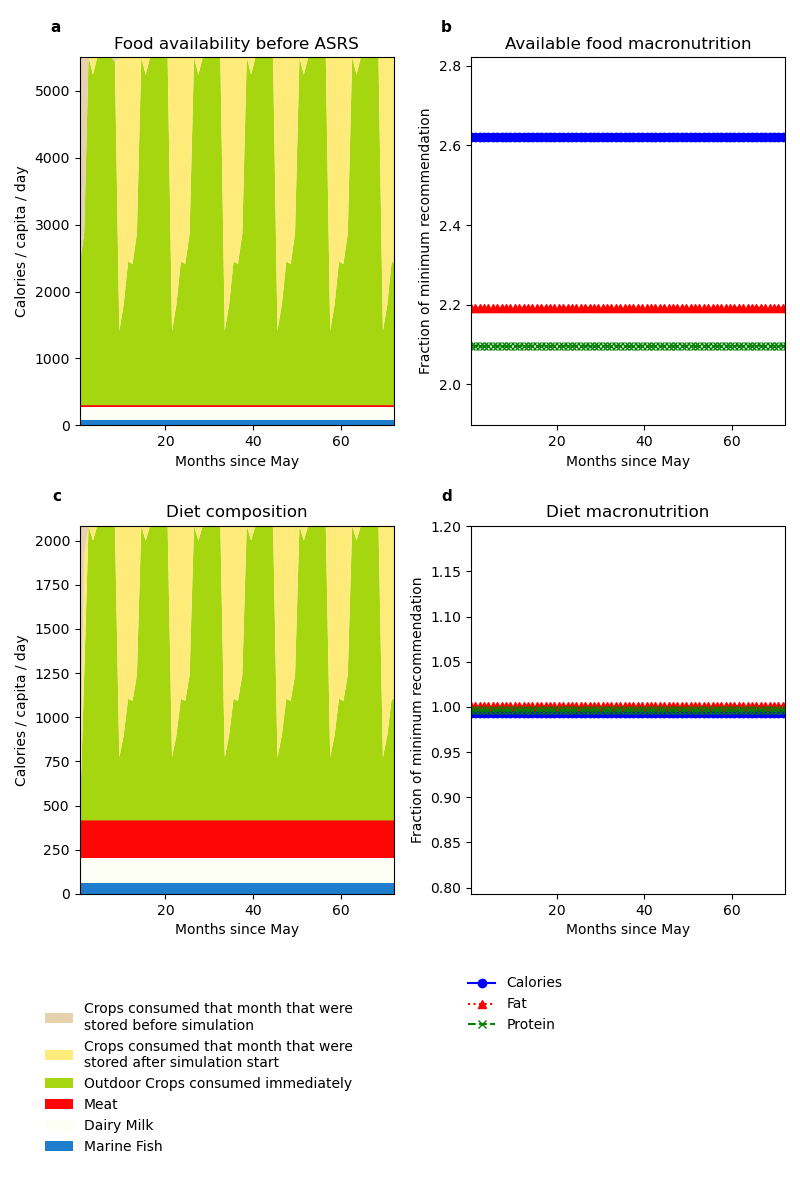 a
Food availability before ASRS
Calories / capita / day
5000
4000
3000
2000
1000
0
20
40
60
Months since May
b
Available food macronutrition
Fraction of minimum recommendation
2.8
2.6
2.4
2.2
2.0
20
40
60
Months since May
c
Diet composition
Calories / capita / day
2000
1750
1500
1250
1000
750
500
250
0
20
40
60
Months since May
d
Diet macronutrition
Fraction of minimum recommendation
1.20
1.15
1.10
1.05
1.00
0.95
0.90
0.85
0.80
20
40
60
Months since May
Crops consumed that month that were
stored before simulation
Crops consumed that month that were
stored after simulation start
Outdoor Crops consumed immediately
Meat
Dairy Milk
Marine Fish
Calories
Fat
Protein